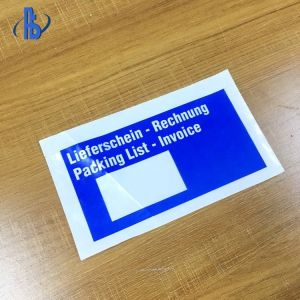 Lieferschein - Rechnung
Packing List - Invoice